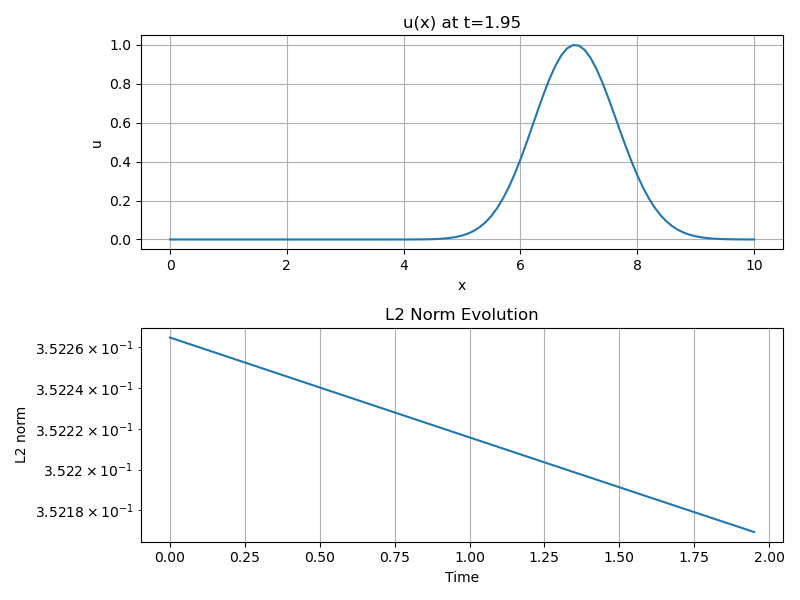 u(x) at t=1.95
1.0
0.8
0.6
0.4
0.2
0.0
u
0 2 4 6 8 10
x
L2 Norm Evolution
3.5226 × 10⁻¹
3.5224 × 10⁻¹
3.5222 × 10⁻¹
3.522 × 10⁻¹
3.5218 × 10⁻¹
L2 norm
0.00 0.25 0.50 0.75 1.00 1.25 1.50 1.75 2.00
Time